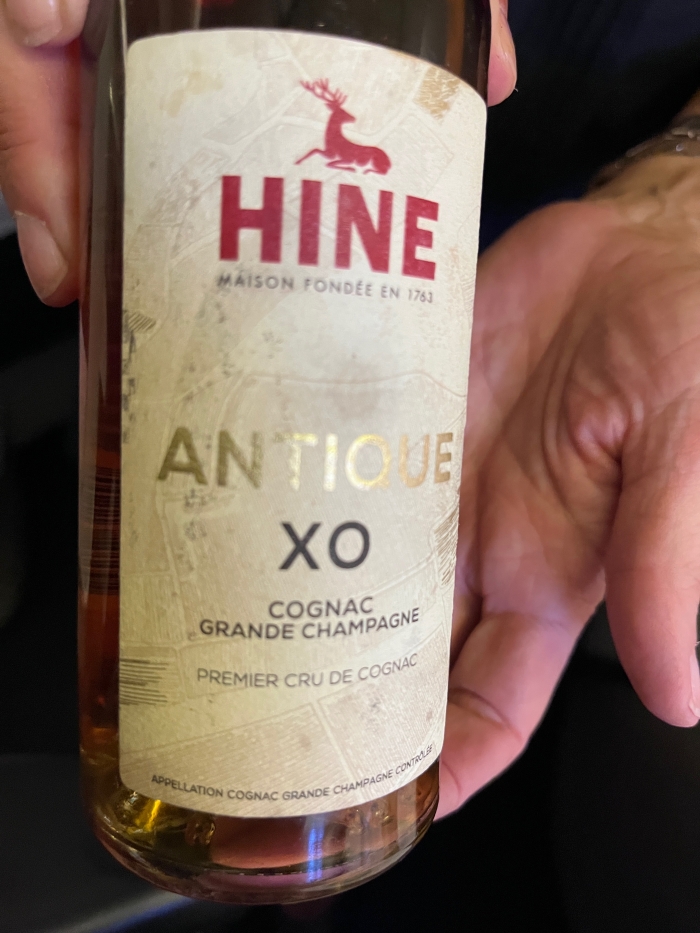 HINE
MAISON FONDÉE EN 1763
ANTIQUE
XO
COGNAC
GRANDE CHAMPAGNE
PREMIER CRU DE COGNAC
APPELLATION COGNAC GRANDE CHAMPAGNE CONTRÔLÉE